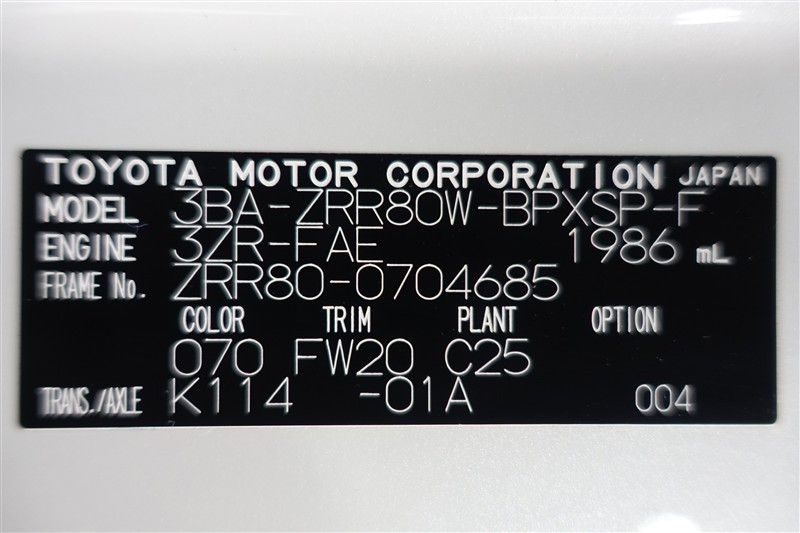 TOYOTA MOTOR CORPORATION JAPAN
MODEL 3BA-ZRR80W-BPXSP-F
ENGINE 3ZR-FAE 1986 mL
FRAME No. ZRR80-0704685
COLOR TRIM PLANT OPTION
070 FW20 C25
TRANS./AXLE K114 -01A 004